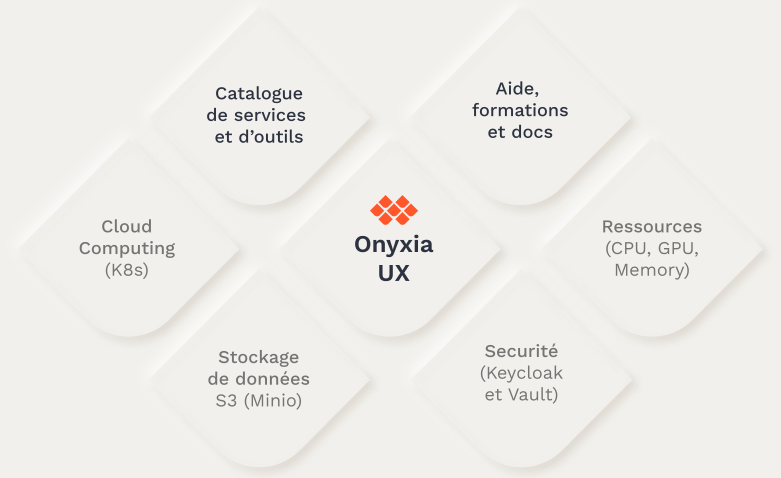 Catalogue
de services
et d’outils
Aide,
formations
et docs
Cloud
Computing
(K8s)
Onyxia
UX
Ressources
(CPU, GPU,
Memory)
Stockage
de données
S3 (Minio)
Securité
(Keycloak
et Vault)